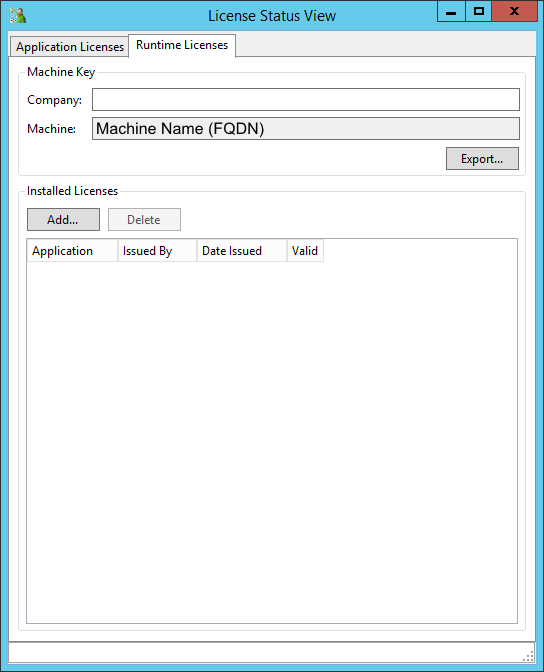 License Status View
Application Licenses Runtime Licenses
Machine Key
Company:
Machine: Machine Name (FQDN)
Export...
Installed Licenses
Add... Delete
Application Issued By Date Issued Valid